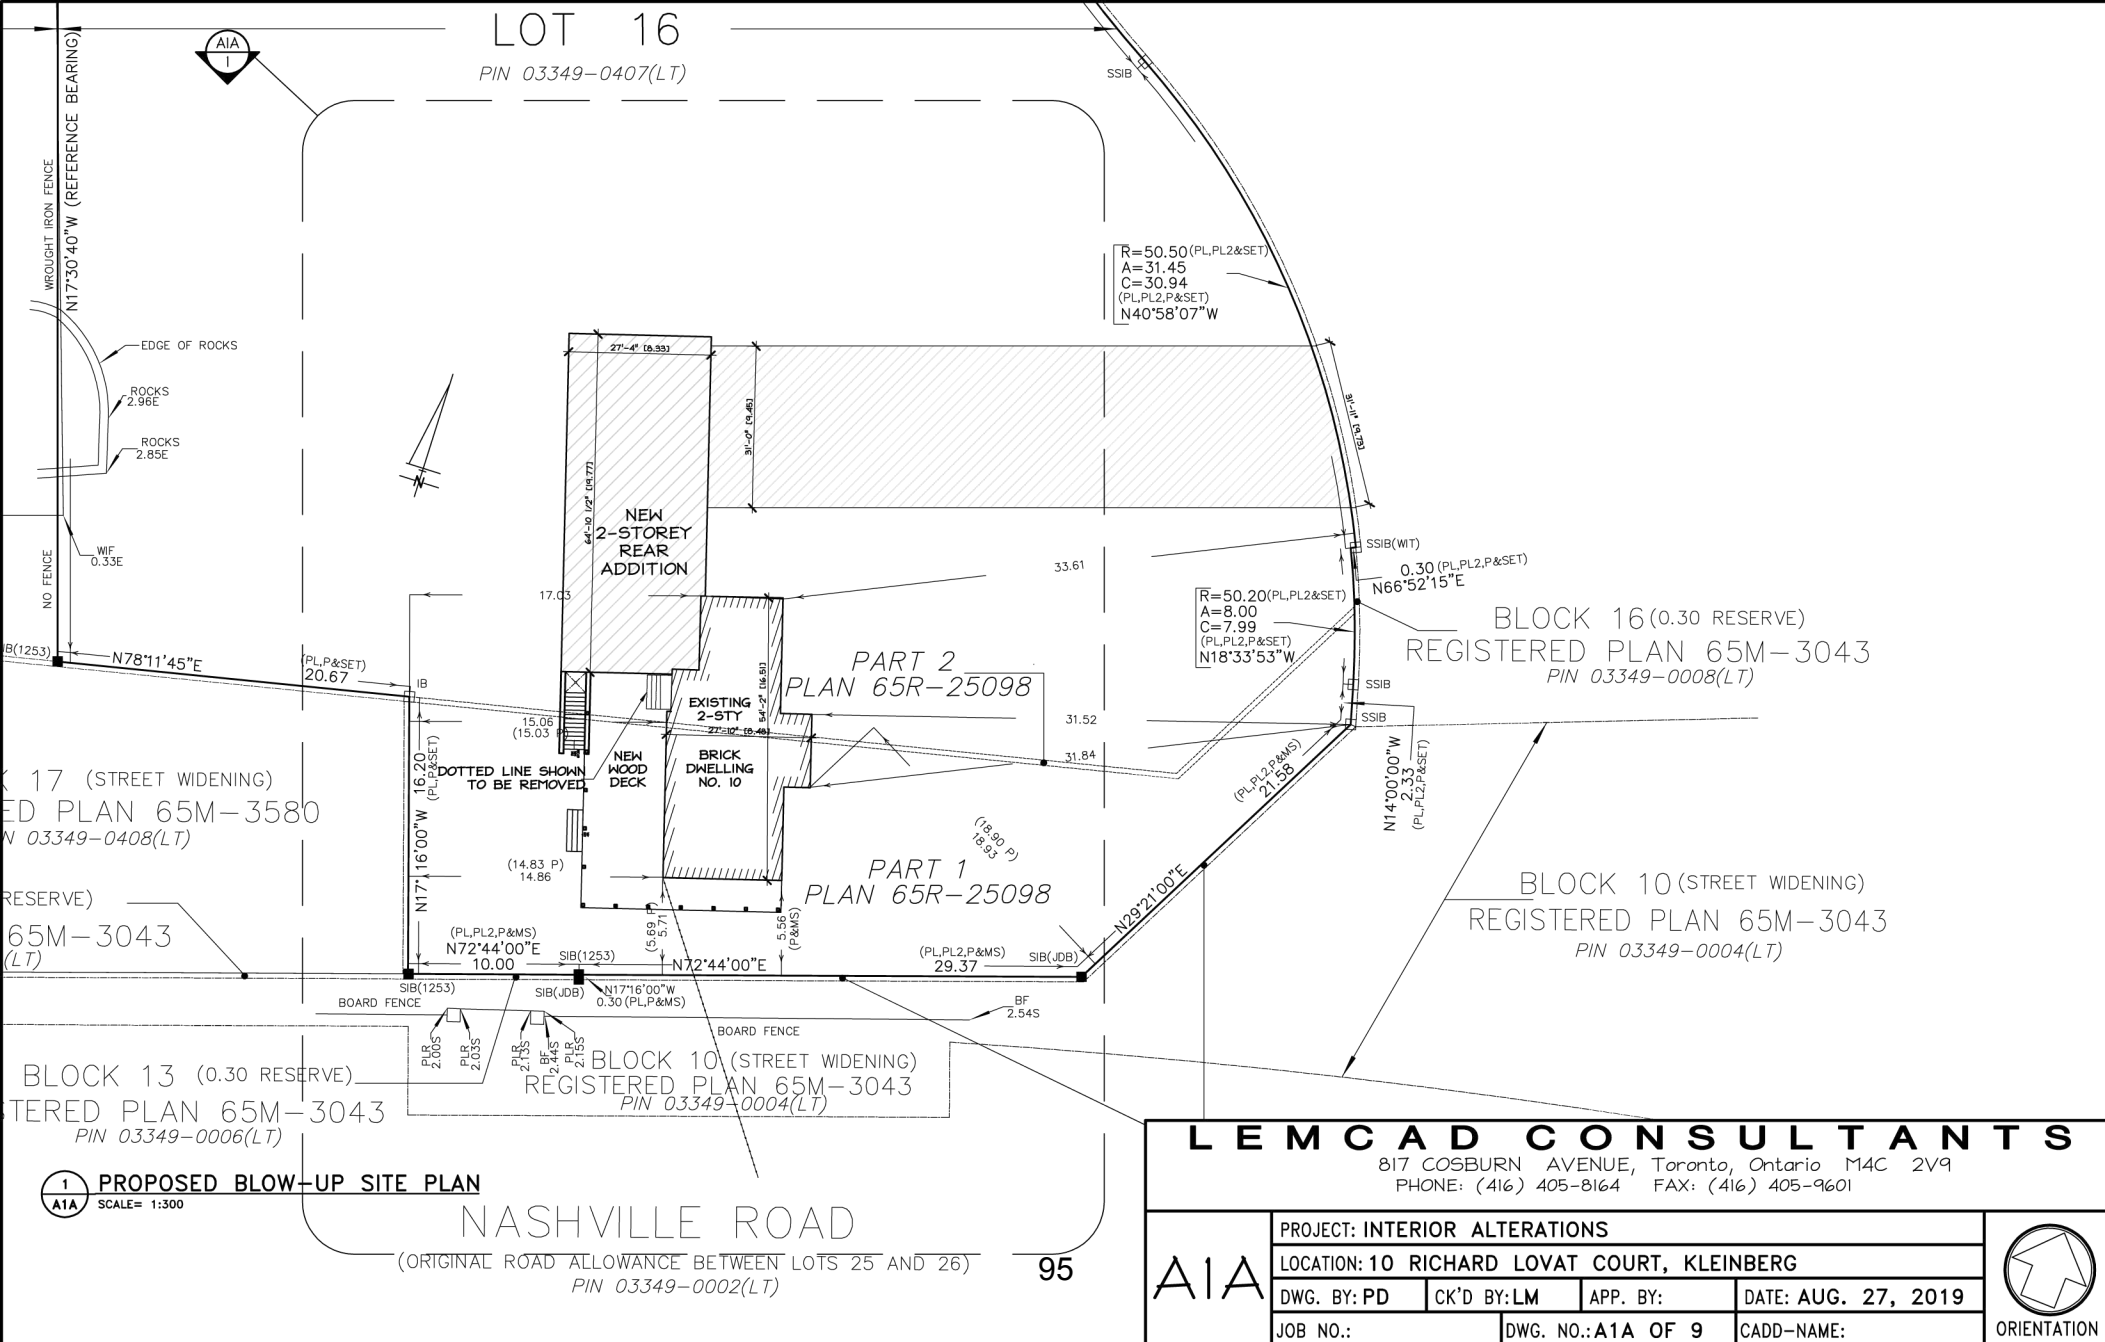 LOT 16
PIN 03349-0407(LT)
A1A
1
N17°30'40"W (REFERENCE BEARING)
WROUGHT IRON FENCE
SSIB
R=50.50(PL,PL2&SET)
A=31.45
C=30.94
(PL,PL2,P&SET)
N40°58'07"W
EDGE OF ROCKS
ROCKS
2.96E
ROCKS
2.85E
27'-4" [8.33]
31'-0" [9.45]
31'-11" [9.73]
64'-10 1/2" [19.77]
N
NEW
2-STOREY
REAR
ADDITION
WIF
0.33E
NO FENCE
17.03
33.61
SSIB(WIT)
0.30 (PL,PL2,P&SET)
N66°52'15"E
R=50.20(PL,PL2&SET)
A=8.00
C=7.99
(PL,PL2,P&SET)
N18°33'53"W
BLOCK 16(0.30 RESERVE)
REGISTERED PLAN 65M-3043
PIN 03349-0008(LT)
IB(1253)
N78°11'45"E
(PL,P&SET)
20.67
IB
PART 2
PLAN 65R-25098
SSIB
SSIB
EXISTING
2-STY
54'-2" [16.51]
27'-10" [8.48]
BRICK
DWELLING
NO. 10
15.06
(15.03 P)
31.52
31.84
NEW
WOOD
DECK
DOTTED LINE SHOWN
TO BE REMOVED
N17°16'00"W 16.20
(PL,P&SET)
(PL,PL2,P&MS)
21.58
N14°00'00"W
2.33
(PL,PL2,P&SET)
K 17 (STREET WIDENING)
ED PLAN 65M-3580
N 03349-0408(LT)
(18.90 P)
18.93
(14.83 P)
14.86
PART 1
PLAN 65R-25098
N29°21'00"E
BLOCK 10(STREET WIDENING)
REGISTERED PLAN 65M-3043
PIN 03349-0004(LT)
RESERVE)
65M-3043
(LT)
(PL,PL2,P&MS)
N72°44'00"E
10.00
SIB(1253)
(5.69 P)
5.71
5.56
(P&MS)
N72°44'00"E
(PL,PL2,P&MS)
29.37
SIB(JDB)
SIB(1253)
SIB(JDB)
N17°16'00"W
0.30(PL,P&MS)
BOARD FENCE
BF
2.54S
BOARD FENCE
PLR
2.00S
PLR
2.03S
PLR
2.13S
BF
2.44S
PLR
2.15S
BLOCK 10 (STREET WIDENING)
REGISTERED PLAN 65M-3043
PIN 03349-0004(LT)
BLOCK 13 (0.30 RESERVE)
STERED PLAN 65M-3043
PIN 03349-0006(LT)
1
A1A
PROPOSED BLOW-UP SITE PLAN
SCALE= 1:300
NASHVILLE ROAD
(ORIGINAL ROAD ALLOWANCE BETWEEN LOTS 25 AND 26)
PIN 03349-0002(LT)
95
LEMCAD CONSULTANTS
817 COSBURN AVENUE, Toronto, Ontario M4C 2V9
PHONE: (416) 405-8164 FAX: (416) 405-9601
A1A
PROJECT: INTERIOR ALTERATIONS
LOCATION: 10 RICHARD LOVAT COURT, KLEINBERG
DWG. BY: PD CK'D BY: LM APP. BY: DATE: AUG. 27, 2019
JOB NO.: DWG. NO.: A1A OF 9 CADD-NAME:
ORIENTATION